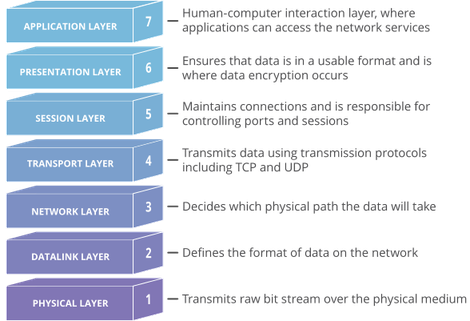 APPLICATION LAYER 7 — Human-computer interaction layer, where
applications can access the network services
PRESENTATION LAYER 6 — Ensures that data is in a usable format and is
where data encryption occurs
SESSION LAYER 5 — Maintains connections and is responsible for
controlling ports and sessions
TRANSPORT LAYER 4 — Transmits data using transmission protocols
including TCP and UDP
NETWORK LAYER 3 — Decides which physical path the data will take
DATALINK LAYER 2 — Defines the format of data on the network
PHYSICAL LAYER 1 — Transmits raw bit stream over the physical medium